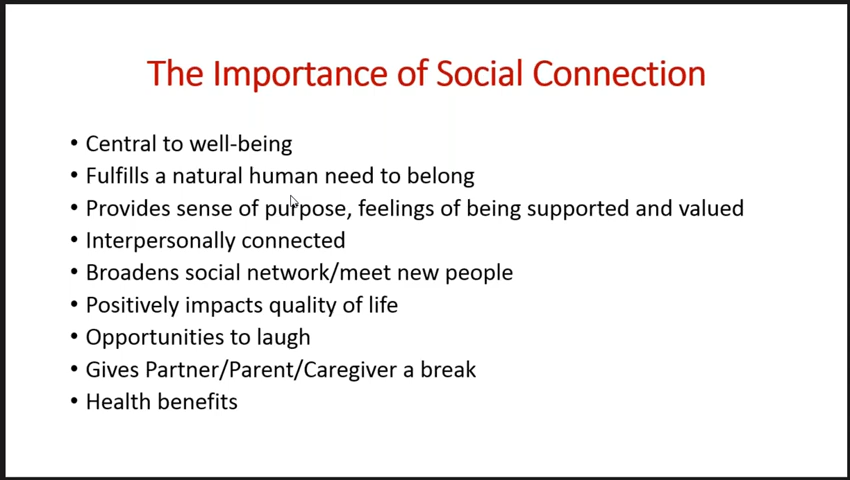 The Importance of Social Connection
• Central to well-being
• Fulfills a natural human need to belong
• Provides sense of purpose, feelings of being supported and valued
• Interpersonally connected
• Broadens social network/meet new people
• Positively impacts quality of life
• Opportunities to laugh
• Gives Partner/Parent/Caregiver a break
• Health benefits